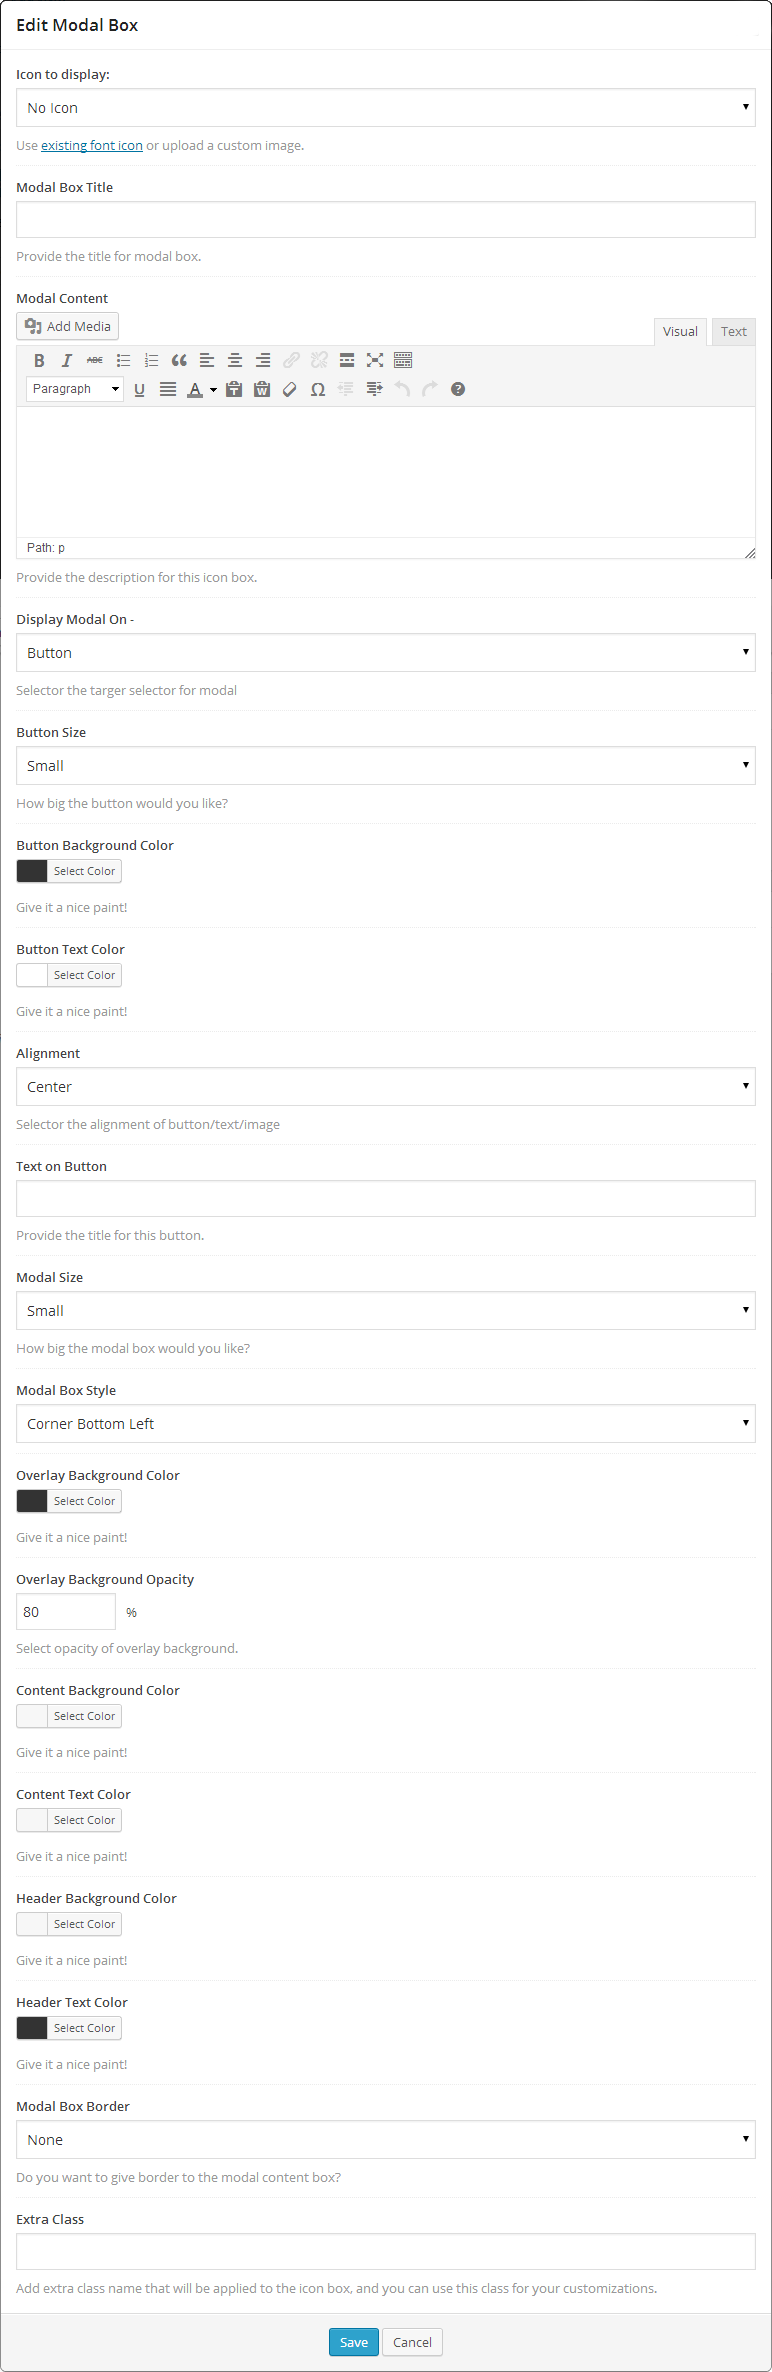 Edit Modal Box
Icon to display:
No Icon
Use existing font icon or upload a custom image.
Modal Box Title
Provide the title for modal box.
Modal Content
Add Media
Visual Text
B I ABC
Paragraph U A T W Ω ?
Path: p
Provide the description for this icon box.
Display Modal On -
Button
Selector the targer selector for modal
Button Size
Small
How big the button would you like?
Button Background Color
Select Color
Give it a nice paint!
Button Text Color
Select Color
Give it a nice paint!
Alignment
Center
Selector the alignment of button/text/image
Text on Button
Provide the title for this button.
Modal Size
Small
How big the modal box would you like?
Modal Box Style
Corner Bottom Left
Overlay Background Color
Select Color
Give it a nice paint!
Overlay Background Opacity
80 %
Select opacity of overlay background.
Content Background Color
Select Color
Give it a nice paint!
Content Text Color
Select Color
Give it a nice paint!
Header Background Color
Select Color
Give it a nice paint!
Header Text Color
Select Color
Give it a nice paint!
Modal Box Border
None
Do you want to give border to the modal content box?
Extra Class
Add extra class name that will be applied to the icon box, and you can use this class for your customizations.
Save Cancel